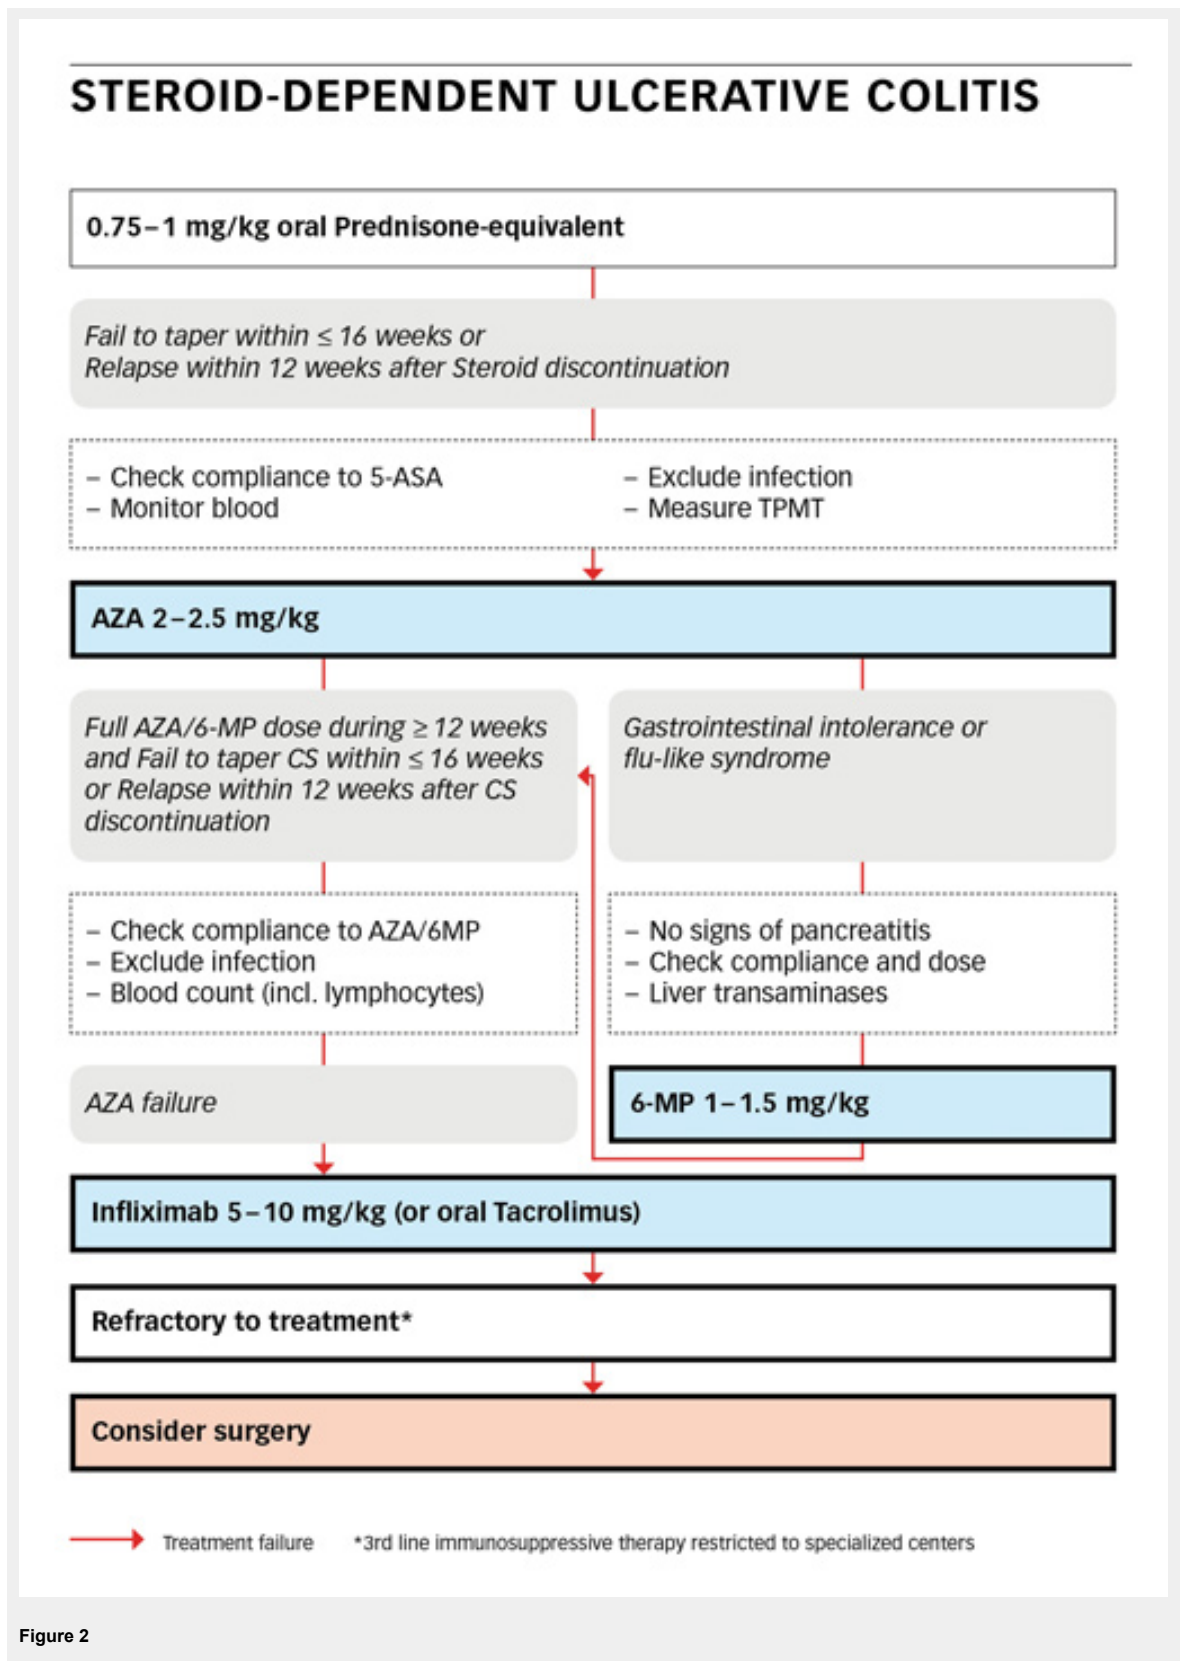 STEROID-DEPENDENT ULCERATIVE COLITIS
0.75–1 mg/kg oral Prednisone-equivalent
Fail to taper within ≤ 16 weeks or
Relapse within 12 weeks after Steroid discontinuation
– Check compliance to 5-ASA
– Monitor blood
– Exclude infection
– Measure TPMT
AZA 2–2.5 mg/kg
Full AZA/6-MP dose during ≥ 12 weeks
and Fail to taper CS within ≤ 16 weeks
or Relapse within 12 weeks after CS
discontinuation
Gastrointestinal intolerance or
flu-like syndrome
– Check compliance to AZA/6MP
– Exclude infection
– Blood count (incl. lymphocytes)
– No signs of pancreatitis
– Check compliance and dose
– Liver transaminases
AZA failure
6-MP 1–1.5 mg/kg
Infliximab 5–10 mg/kg (or oral Tacrolimus)
Refractory to treatment*
Consider surgery
Treatment failure
*3rd line immunosuppressive therapy restricted to specialized centers
Figure 2